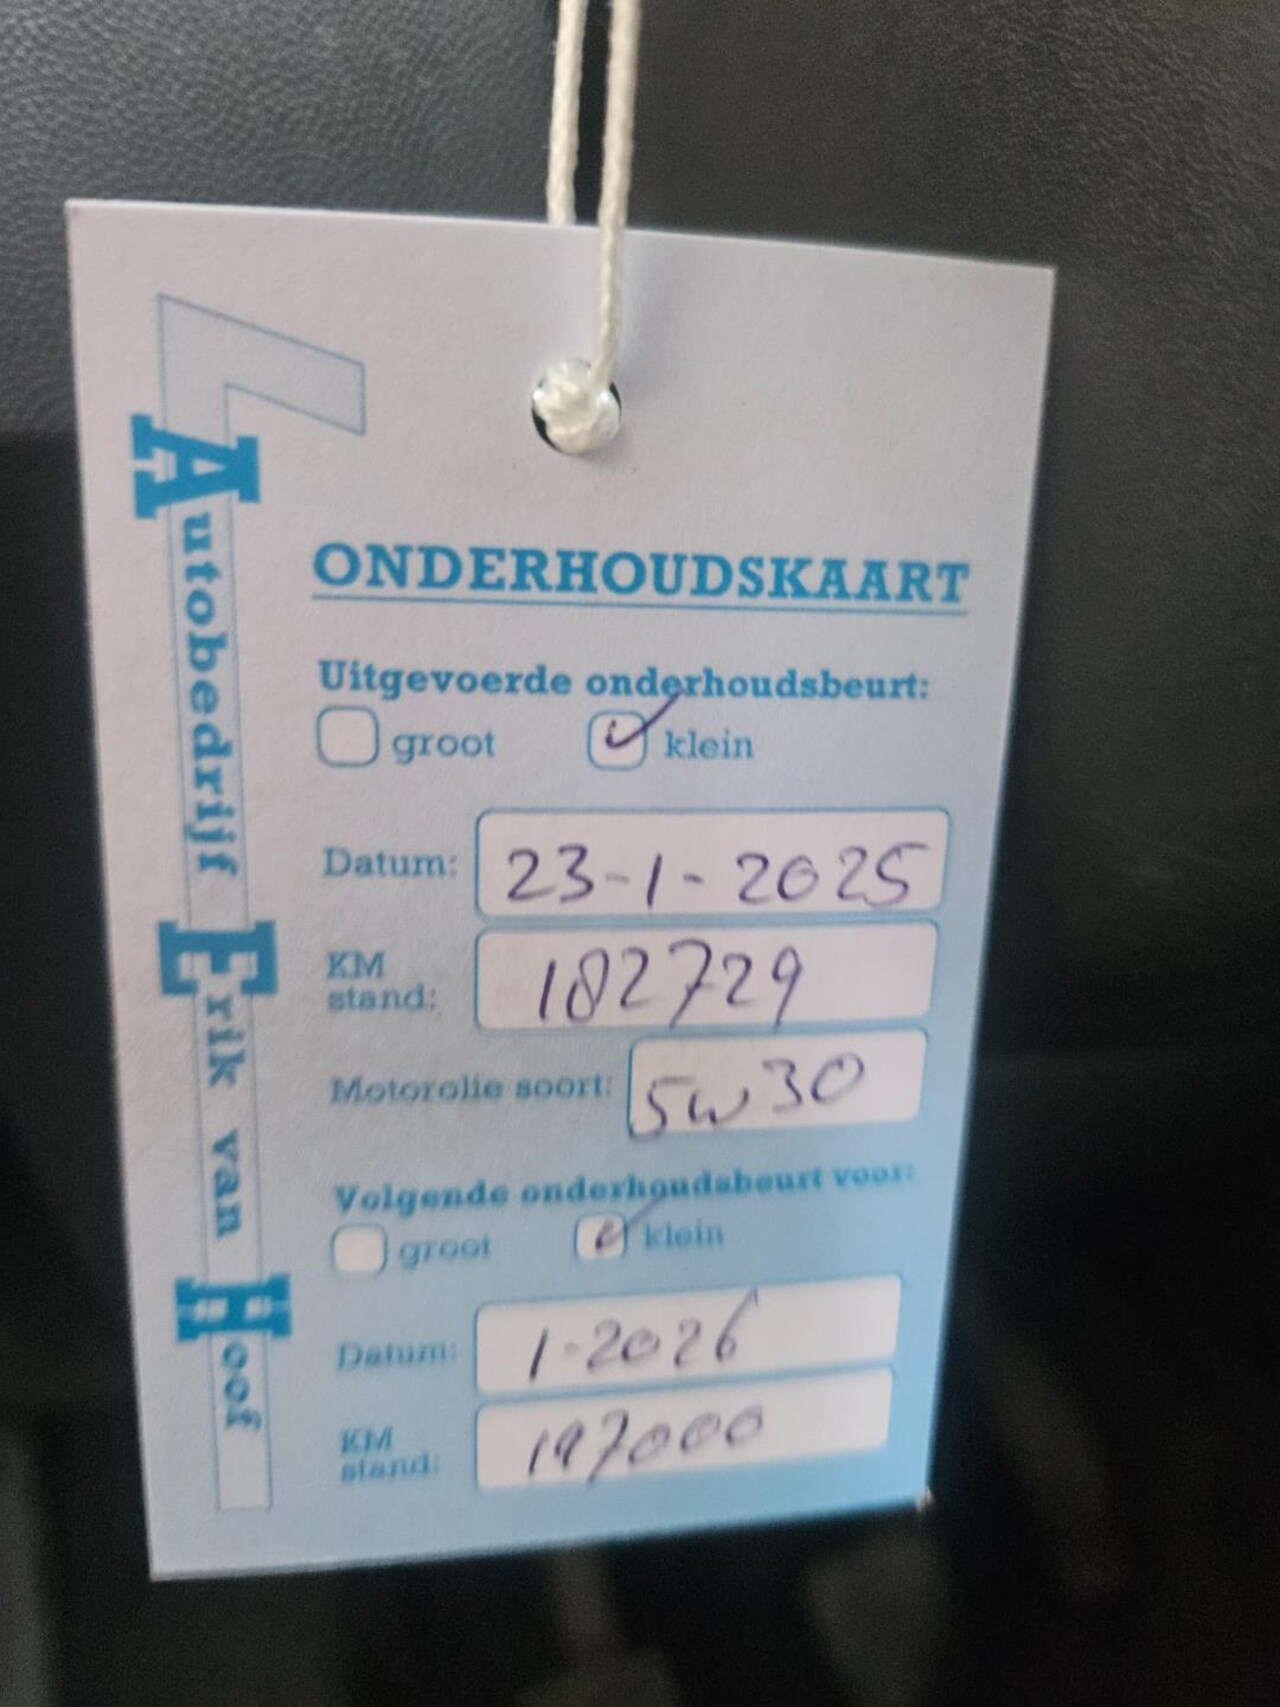 Autobedrijf Erik van Hoof
ONDERHOUDSKAART
Uitgevoerde onderhoudsbeurt:
groot klein
Datum: 23-1-2025
KM stand: 182729
Motorolie soort: 5w30
Volgende onderhoudsbeurt voor:
groot klein
Datum: 1-2026
KM stand: 197000